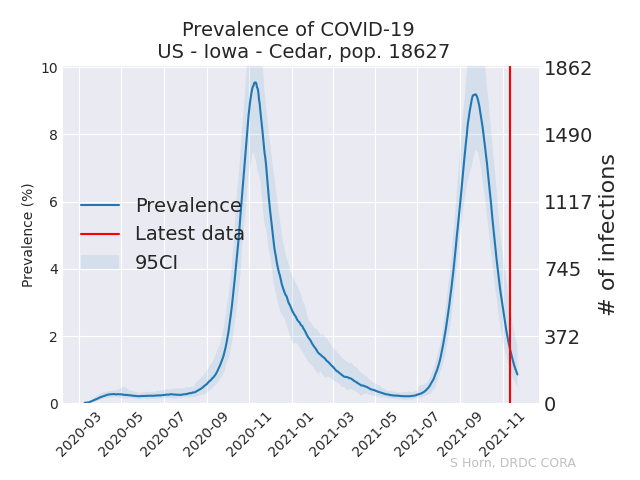 Prevalence of COVID-19
US - Iowa - Cedar, pop. 18627
10
8
6
4
2
0
Prevalence (%)
1862
1490
1117
745
372
0
# of infections
Prevalence
Latest data
95CI
2020-03
2020-05
2020-07
2020-09
2020-11
2021-01
2021-03
2021-05
2021-07
2021-09
2021-11
S Horn, DRDC CORA